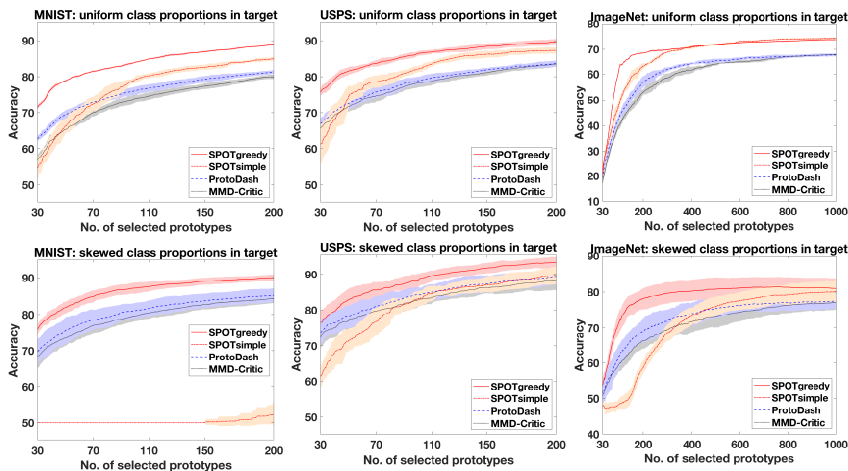 MNIST: uniform class proportions in target
Accuracy
90
80
70
60
50
30
70
110
150
200
No. of selected prototypes
SPOTgreedy
SPOTsimple
ProtoDash
MMD-Critic
USPS: uniform class proportions in target
Accuracy
90
80
70
60
50
30
70
110
150
200
No. of selected prototypes
SPOTgreedy
SPOTsimple
ProtoDash
MMD-Critic
ImageNet: uniform class proportions in target
Accuracy
80
70
60
50
40
30
20
10
30
200
400
600
800
1000
No. of selected prototypes
SPOTgreedy
SPOTsimple
ProtoDash
MMD-Critic
MNIST: skewed class proportions in target
Accuracy
90
80
70
60
50
30
70
110
150
200
No. of selected prototypes
SPOTgreedy
SPOTsimple
ProtoDash
MMD-Critic
USPS: skewed class proportions in target
Accuracy
90
80
70
60
50
30
70
110
150
200
No. of selected prototypes
SPOTgreedy
SPOTsimple
ProtoDash
MMD-Critic
ImageNet: skewed class proportions in target
Accuracy
90
80
70
60
50
40
30
200
400
600
800
1000
No. of selected prototypes
SPOTgreedy
SPOTsimple
ProtoDash
MMD-Critic